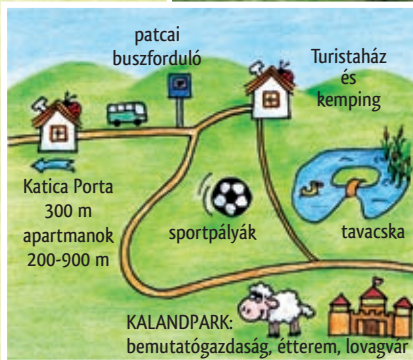 patcai
buszforduló
Turistaház
és
kemping
Katica Porta
300 m
apartmanok
200-900 m
sportpályák
tavacska
KALANDPARK:
bemutatógazdaság, étterem, lovagvár